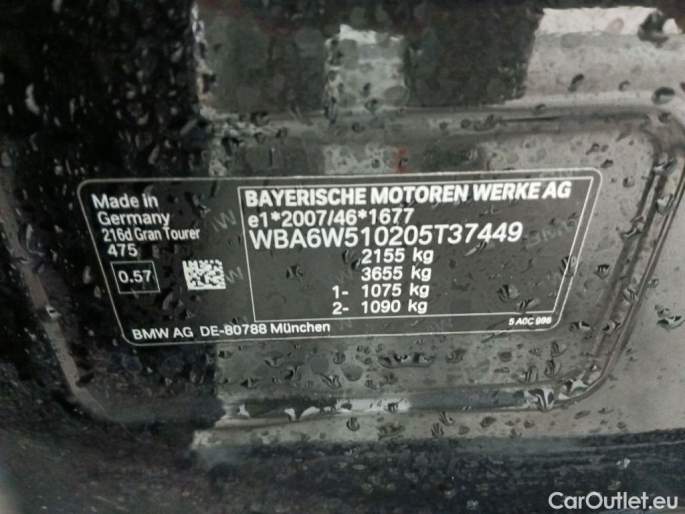 Made in
Germany
216d Gran Tourer
475
0.57
BAYERISCHE MOTOREN WERKE AG
e1*2007/46*1677
WBA6W510205T37449
2155 kg
3655 kg
1- 1075 kg
2- 1090 kg
BMW AG DE-80788 München
5 A0C 998
CarOutlet.eu